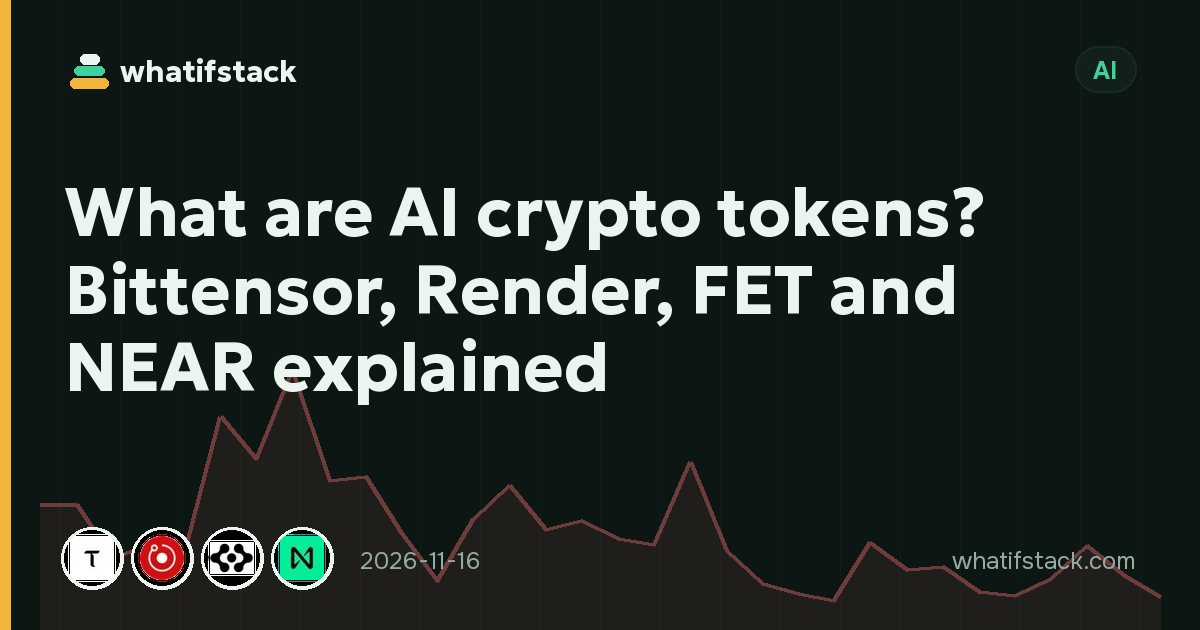 whatifstack
AI
What are AI crypto tokens?
Bittensor, Render, FET and
NEAR explained
τ
2026-11-16
whatifstack.com